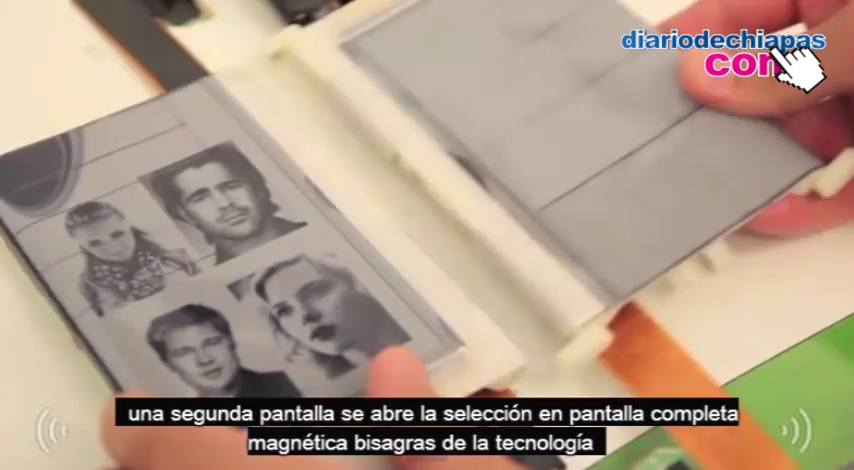 diariodechiapas
com
una segunda pantalla se abre la selección en pantalla completa
magnética bisagras de la tecnología